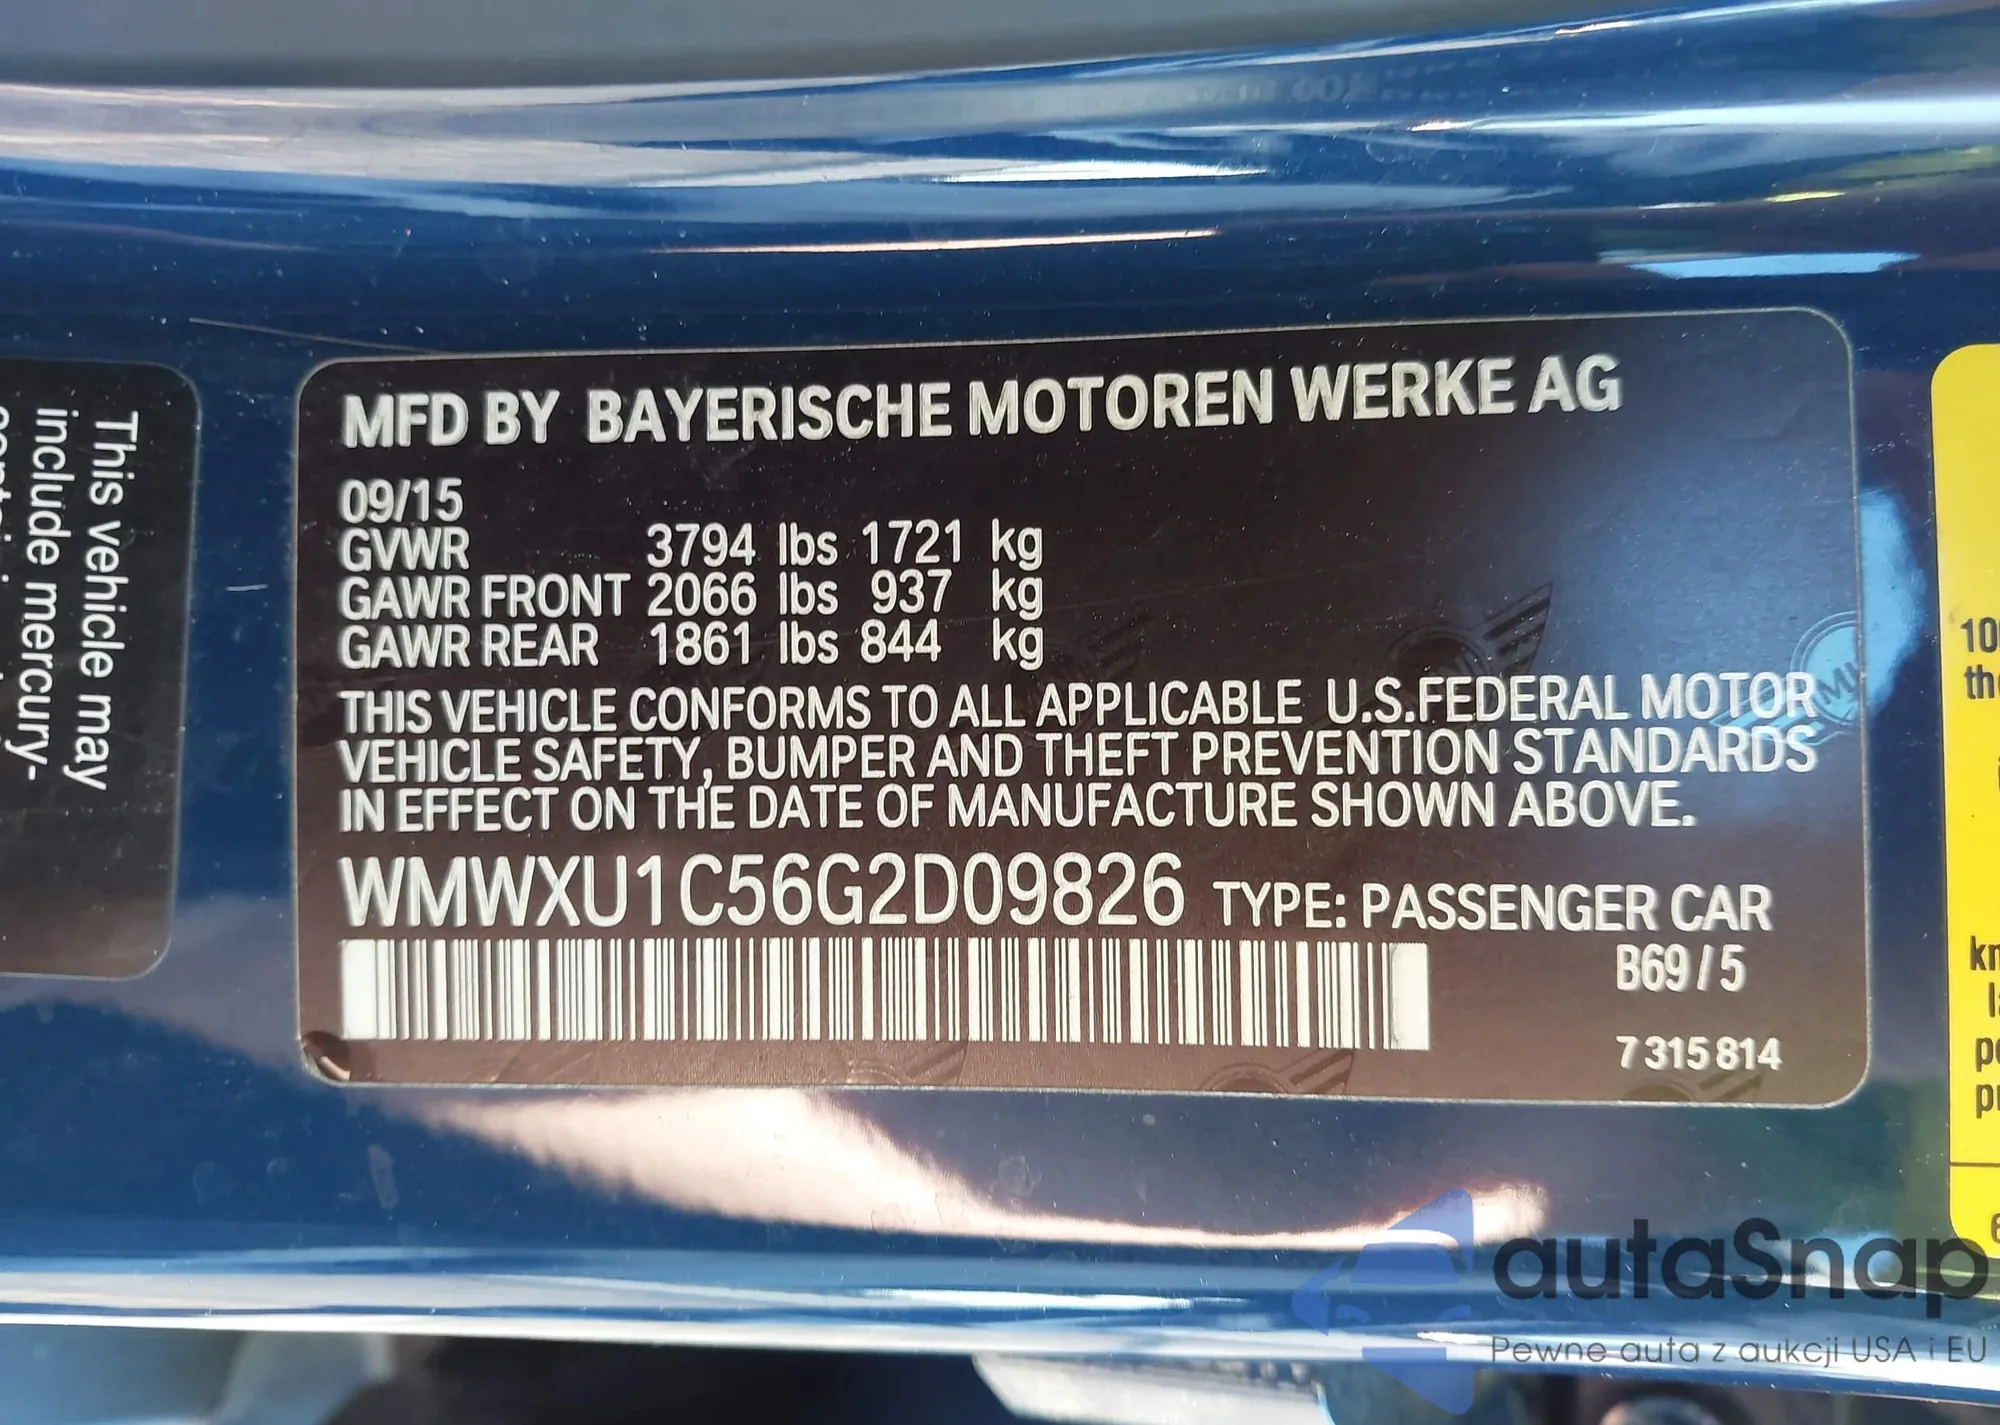 This vehicle may
include mercury-
MFD BY BAYERISCHE MOTOREN WERKE AG
09/15
GVWR 3794 lbs 1721 kg
GAWR FRONT 2066 lbs 937 kg
GAWR REAR 1861 lbs 844 kg
THIS VEHICLE CONFORMS TO ALL APPLICABLE U.S.FEDERAL MOTOR
VEHICLE SAFETY, BUMPER AND THEFT PREVENTION STANDARDS
IN EFFECT ON THE DATE OF MANUFACTURE SHOWN ABOVE.
WMWXU1C56G2D09826 TYPE: PASSENGER CAR
B69 / 5
7 315 814
autaSnap
Pewne auta z aukcji USA i EU